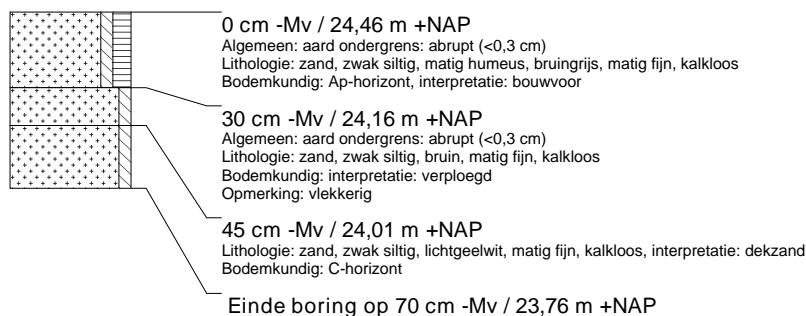 0 cm -Mv / 24,46 m +NAP
Algemeen: aard ondergrens: abrupt (<0,3 cm)
Lithologie: zand, zwak siltig, matig humeus, bruingrijs, matig fijn, kalkloos
Bodemkundig: Ap-horizont, interpretatie: bouwvoor
30 cm -Mv / 24,16 m +NAP
Algemeen: aard ondergrens: abrupt (<0,3 cm)
Lithologie: zand, zwak siltig, bruin, matig fijn, kalkloos
Bodemkundig: interpretatie: verploegd
Opmerking: vlekkerig
45 cm -Mv / 24,01 m +NAP
Lithologie: zand, zwak siltig, lichtgeelwit, matig fijn, kalkloos, interpretatie: dekzand
Bodemkundig: C-horizont
Einde boring op 70 cm -Mv / 23,76 m +NAP